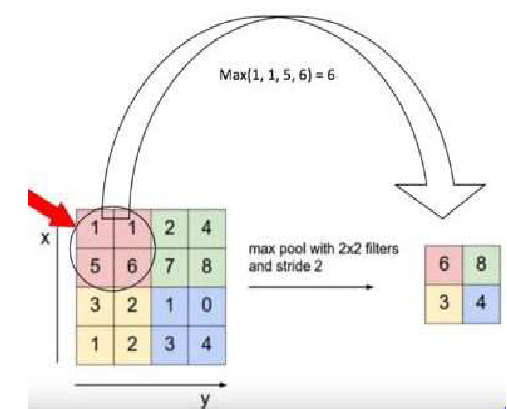 Max(1, 1, 5, 6) = 6
x
1 1 2 4
5 6 7 8
3 2 1 0
1 2 3 4
y
max pool with 2x2 filters
and stride 2
6 8
3 4